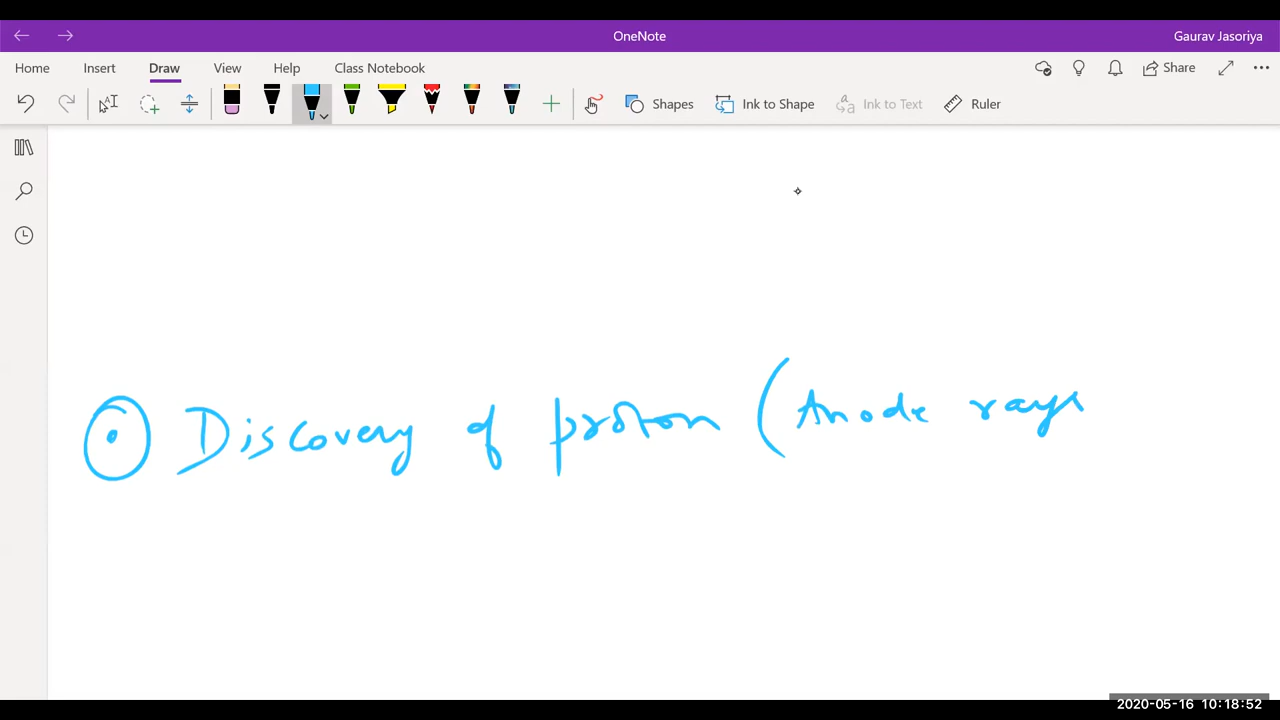 OneNote
Gaurav Jasoriya
Home Insert Draw View Help Class Notebook Share
Shapes Ink to Shape Ink to Text Ruler
Discovery of proton (Anode rays
2020-05-16 10:18:52